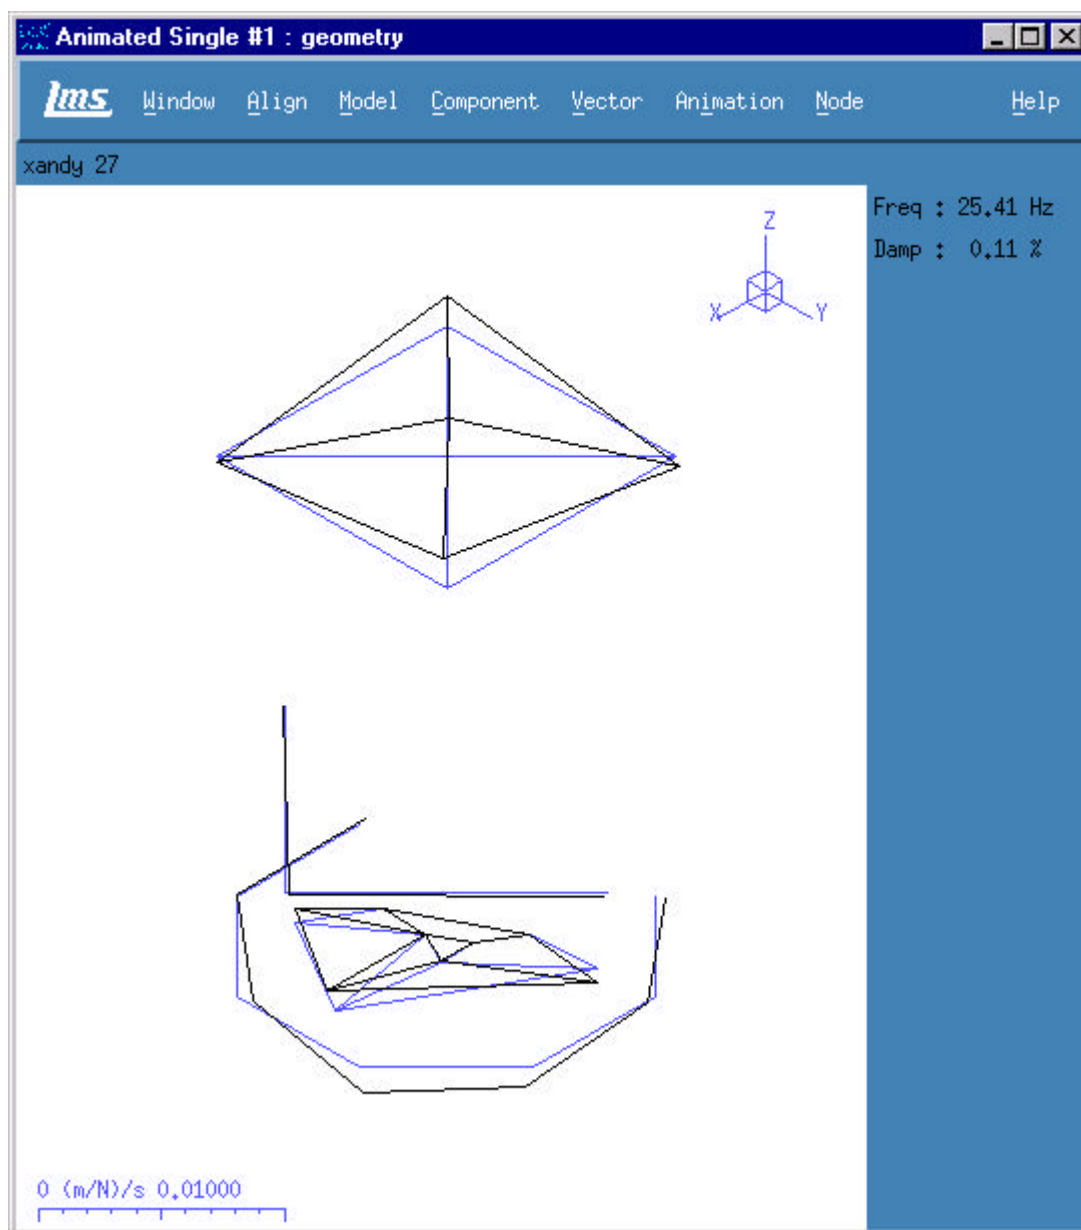 Animated Single #1 : geometry
lms Window Align Model Component Vector Animation Node Help
xandy 27
Freq : 25.41 Hz
Damp : 0.11 %
Z
X
Y
0 (m/N)/s 0.01000